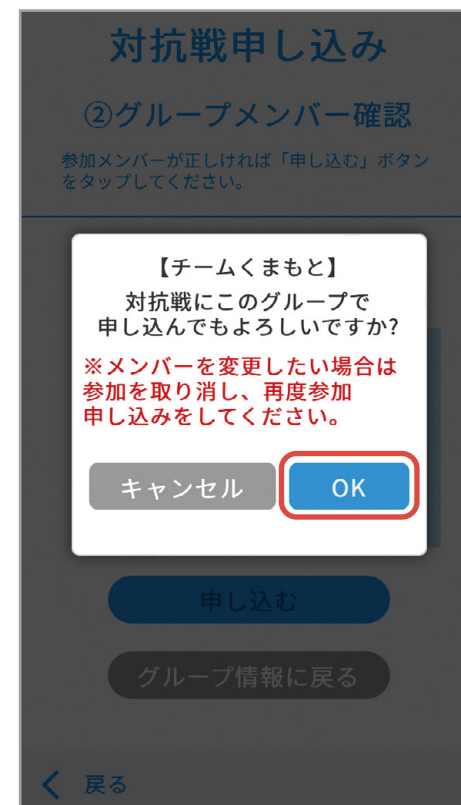 対抗戦申し込み
②グループメンバー確認
参加メンバーが正しければ「申し込む」ボタン
をタップしてください。
【チームくまもと】
対抗戦にこのグループで
申し込んでもよろしいですか?
※メンバーを変更したい場合は
参加を取り消し、再度参加
申し込みをしてください。
キャンセル
OK
申し込む
グループ情報に戻る
戻る